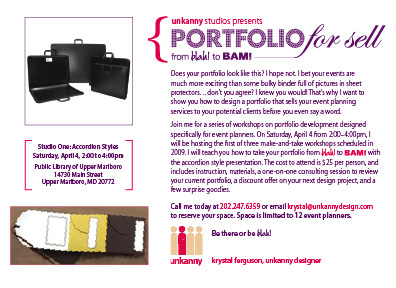 unkanny studios presents
PORTFOLIO for sell
from blah! to BAM!
Does your portfolio look like this? I hope not. I bet your events are
much more exciting than some bulky binder full of pictures in sheet
protectors. . . don't you agree? I knew you would! That's why I want to
show you how to design a portfolio that sells your event planning
services to your potential clients before you even say a word.
Join me for a series of workshops on portfolio development designed
specifically for event planners. On Saturday, April 4 from 2:00–4:00pm, I
will be hosting the first of three make-and-take workshops scheduled in
2009. I will teach you how to take your portfolio from blah! to BAM! with
the accordion style presentation. The cost to attend is $25 per person, and
includes instruction, materials, a one-on-one consulting session to review
your current portfolio, a discount offer on your next design project, and a
few surprise goodies.
Call me today at 202.247.6359 or email krystal@unkannydesign.com
to reserve your space. Space is limited to 12 event planners.
Be there or be blah!
unkanny
krystal ferguson, unkanny designer
Studio One: Accordion Styles
Saturday, April 4, 2:00 to 4:00pm
Public Library of Upper Marlboro
14730 Main Street
Upper Marlboro, MD 20772